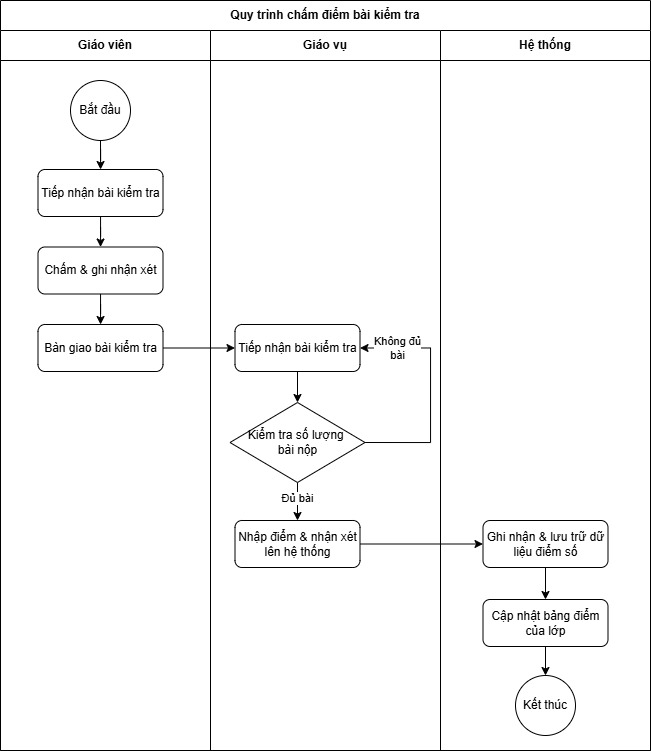 Quy trình chấm điểm bài kiểm tra
Giáo viên
Giáo vụ
Hệ thống
Bắt đầu
Tiếp nhận bài kiểm tra
Chấm & ghi nhận xét
Bàn giao bài kiểm tra
Tiếp nhận bài kiểm tra
Không đủ
bài
Kiểm tra số lượng
bài nộp
Đủ bài
Nhập điểm & nhận xét
lên hệ thống
Ghi nhận & lưu trữ dữ
liệu điểm số
Cập nhật bảng điểm
của lớp
Kết thúc